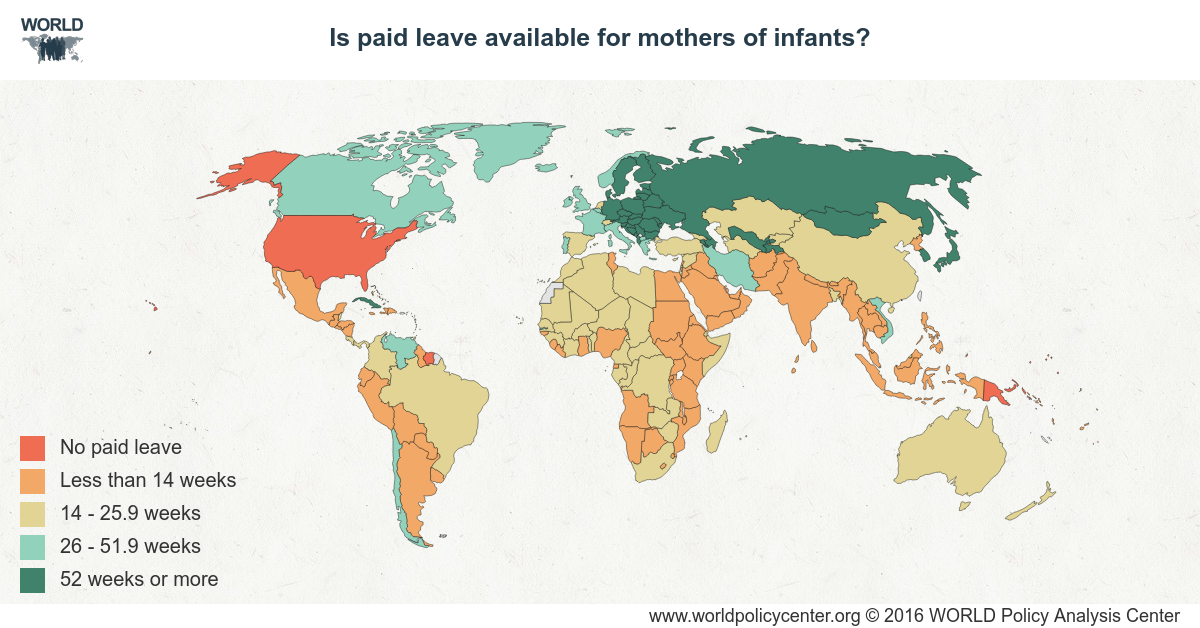 WORLD
Is paid leave available for mothers of infants?
No paid leave
Less than 14 weeks
14 - 25.9 weeks
26 - 51.9 weeks
52 weeks or more
www.worldpolicycenter.org © 2016 WORLD Policy Analysis Center